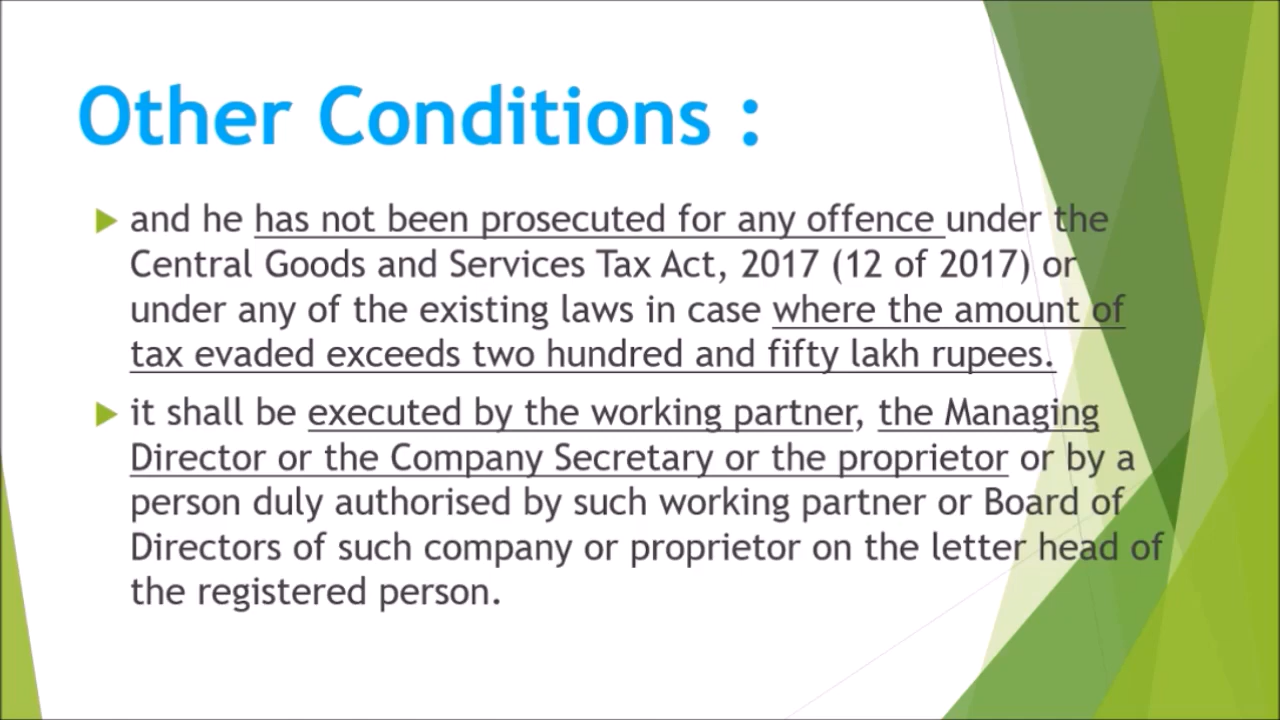 Other Conditions :
and he has not been prosecuted for any offence under the
Central Goods and Services Tax Act, 2017 (12 of 2017) or
under any of the existing laws in case where the amount of
tax evaded exceeds two hundred and fifty lakh rupees.
it shall be executed by the working partner, the Managing
Director or the Company Secretary or the proprietor or by a
person duly authorised by such working partner or Board of
Directors of such company or proprietor on the letter head of
the registered person.